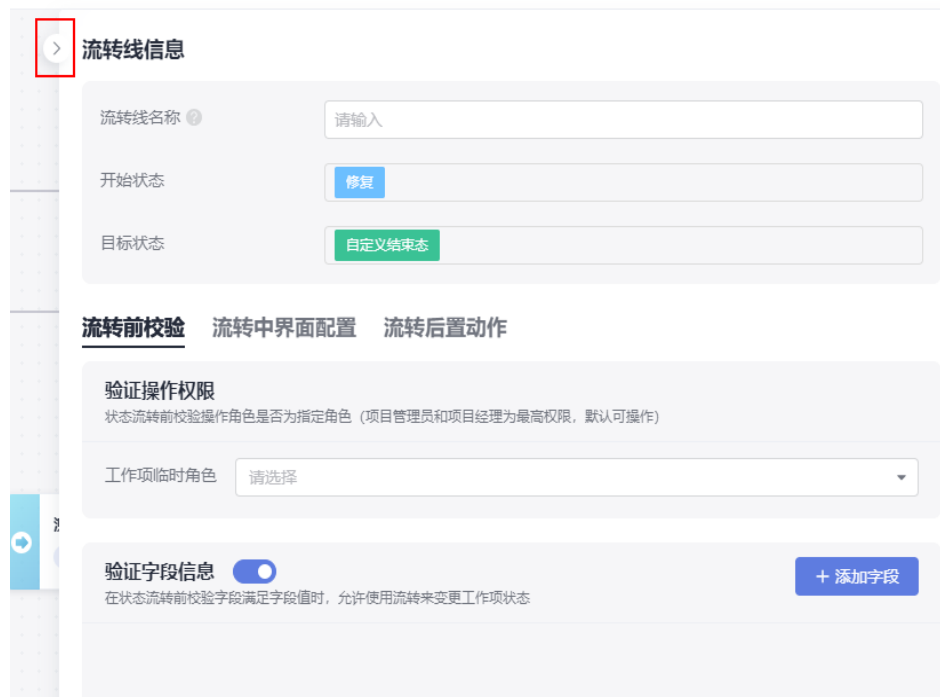 流转线信息
流转线名称
请输入
开始状态
修复
目标状态
自定义结束态
流转前校验 流转中界面配置 流转后置动作
验证操作权限
状态流转前校验操作角色是否为指定角色（项目管理员和项目经理为最高权限，默认可操作）
工作项临时角色
请选择
验证字段信息
+ 添加字段
在状态流转前校验字段满足字段值时，允许使用流转来变更工作项状态